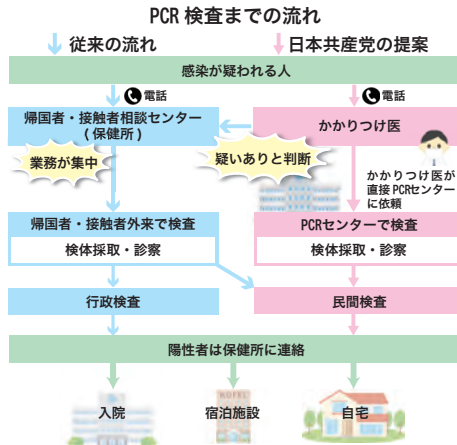 PCR 検査までの流れ
従来の流れ
日本共産党の提案
感染が疑われる人
電話
電話
帰国者・接触者相談センター
( 保健所 )
かかりつけ医
業務が集中
疑いありと判断
かかりつけ医が
直接 PCRセンター
に依頼
帰国者・接触者外来で検査
検体採取・診察
PCRセンターで検査
検体採取・診察
行政検査
民間検査
陽性者は保健所に連絡
入院
HOTEL
宿泊施設
自宅